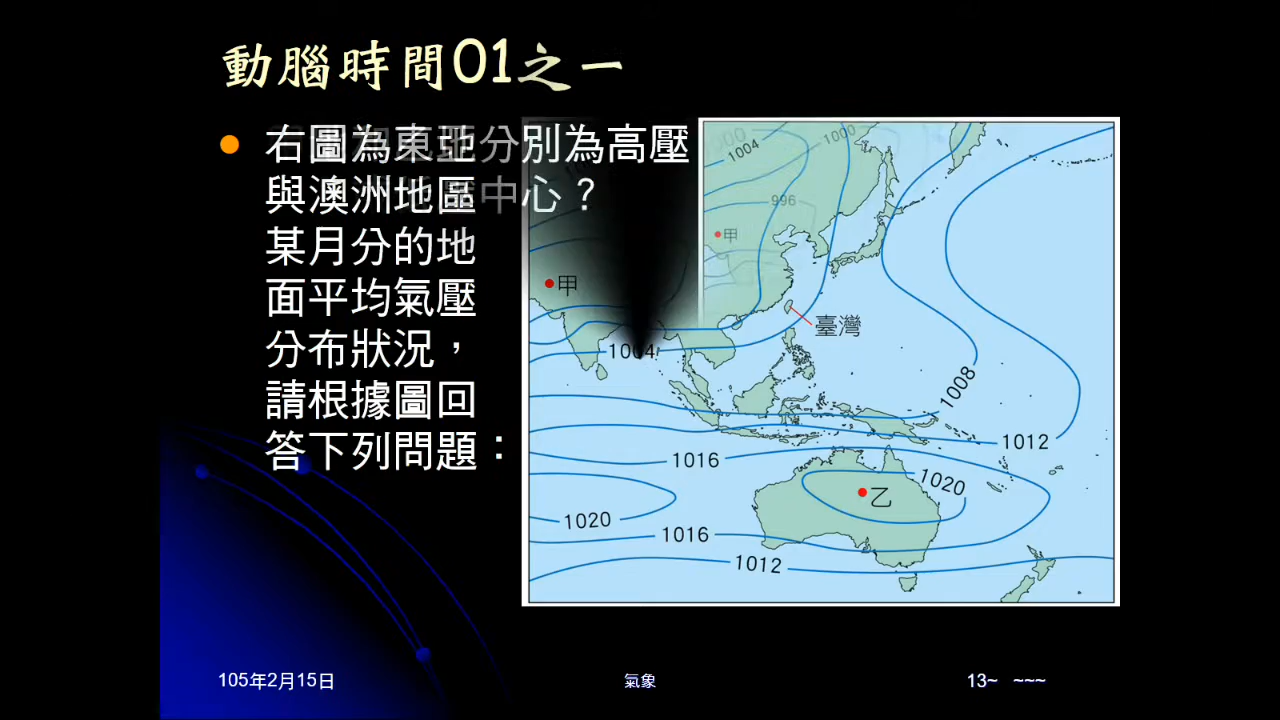 動腦時間01之一
右圖為東亞分別為高壓
與澳洲地區中心？
某月分的地
面平均氣壓
分布狀況，
請根據圖回
答下列問題：
1004
1000
996
甲
甲
臺灣
1004
1008
1012
1016
1020
乙
1020
1016
1012
105年2月15日
氣象
13~ ~~~